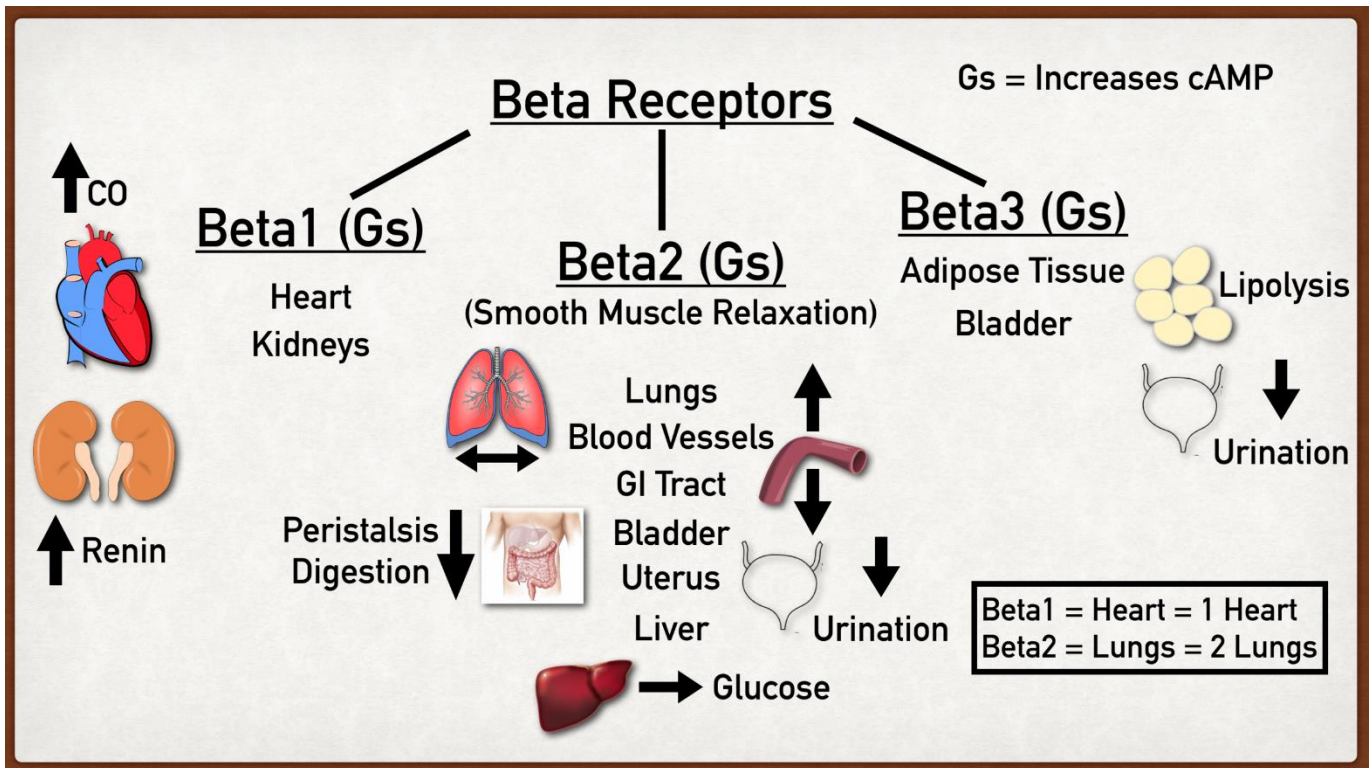 Beta Receptors
Gs = Increases cAMP
CO
Renin
Beta1 (Gs)
Heart
Kidneys
Beta2 (Gs)
(Smooth Muscle Relaxation)
Lungs
Blood Vessels
GI Tract
Bladder
Uterus
Liver
Peristalsis
Digestion
Urination
Glucose
Beta3 (Gs)
Adipose Tissue
Bladder
Lipolysis
Urination
Beta1 = Heart = 1 Heart
Beta2 = Lungs = 2 Lungs